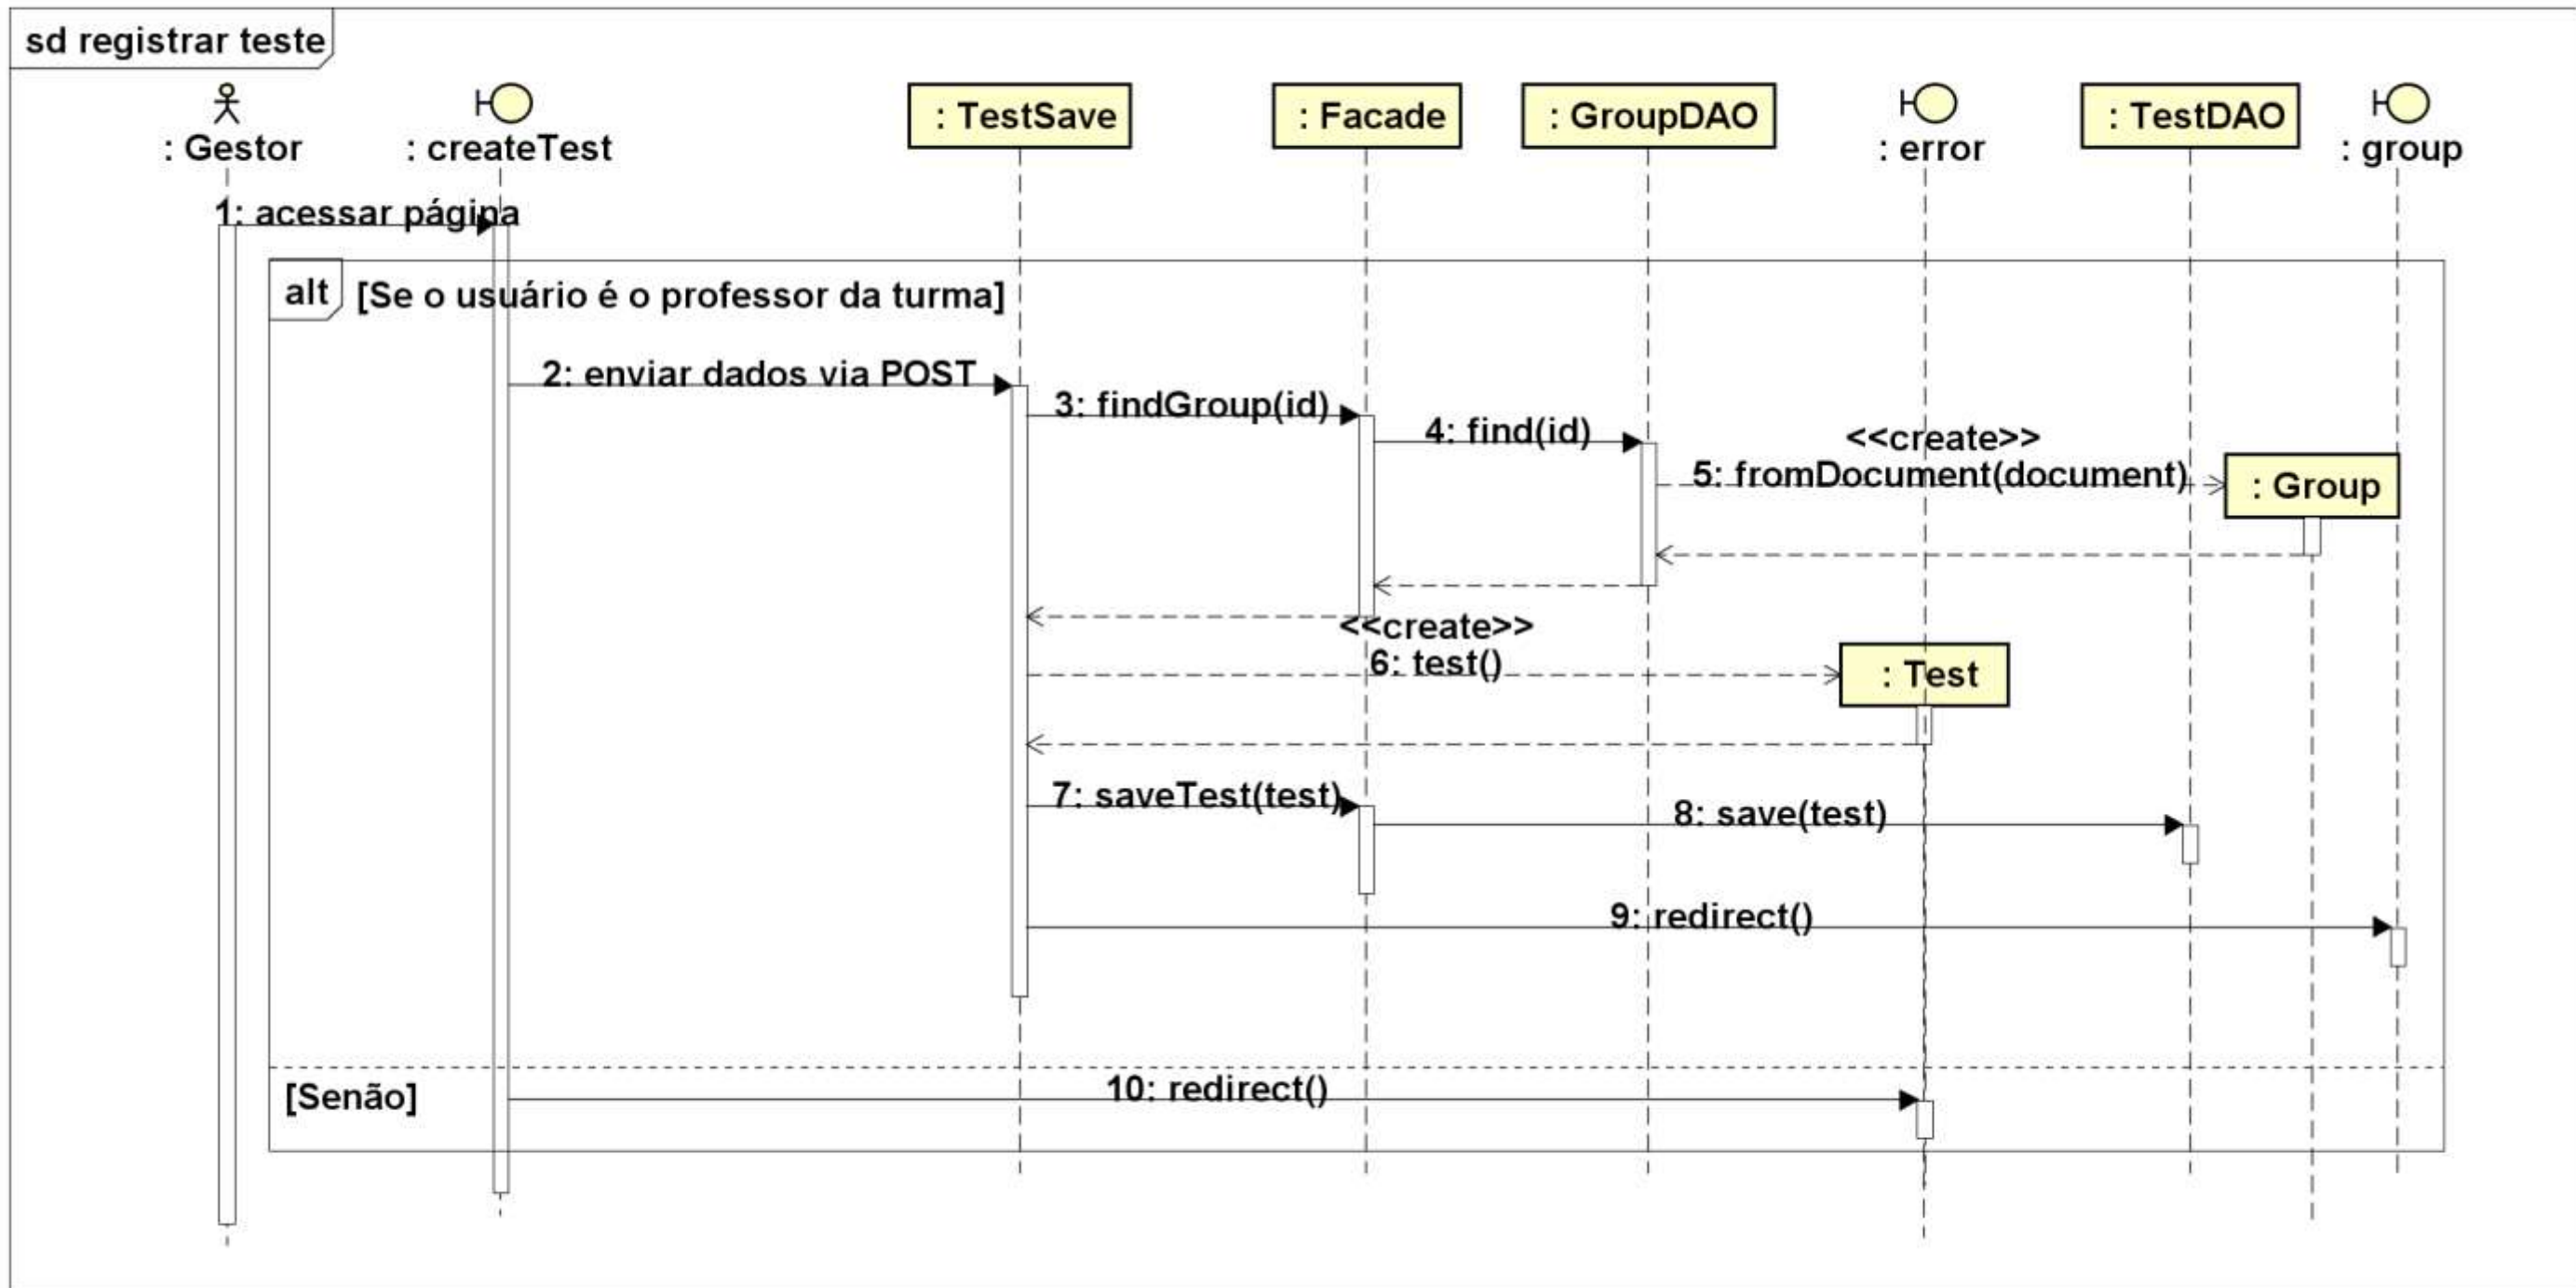 sd registrar teste
: Gestor
: createTest
: TestSave
: Facade
: GroupDAO
: error
: TestDAO
: group
1: acessar página
alt
[Se o usuário é o professor da turma]
2: enviar dados via POST
3: findGroup(id)
4: find(id)
<<create>>
5: fromDocument(document)
: Group
<<create>>
6: test()
: Test
7: saveTest(test)
8: save(test)
9: redirect()
[Senão]
10: redirect()